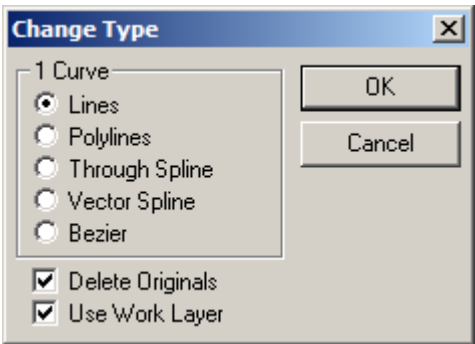 Change Type
1 Curve
Lines
Polylines
Through Spline
Vector Spline
Bezier
Delete Originals
Use Work Layer
OK
Cancel